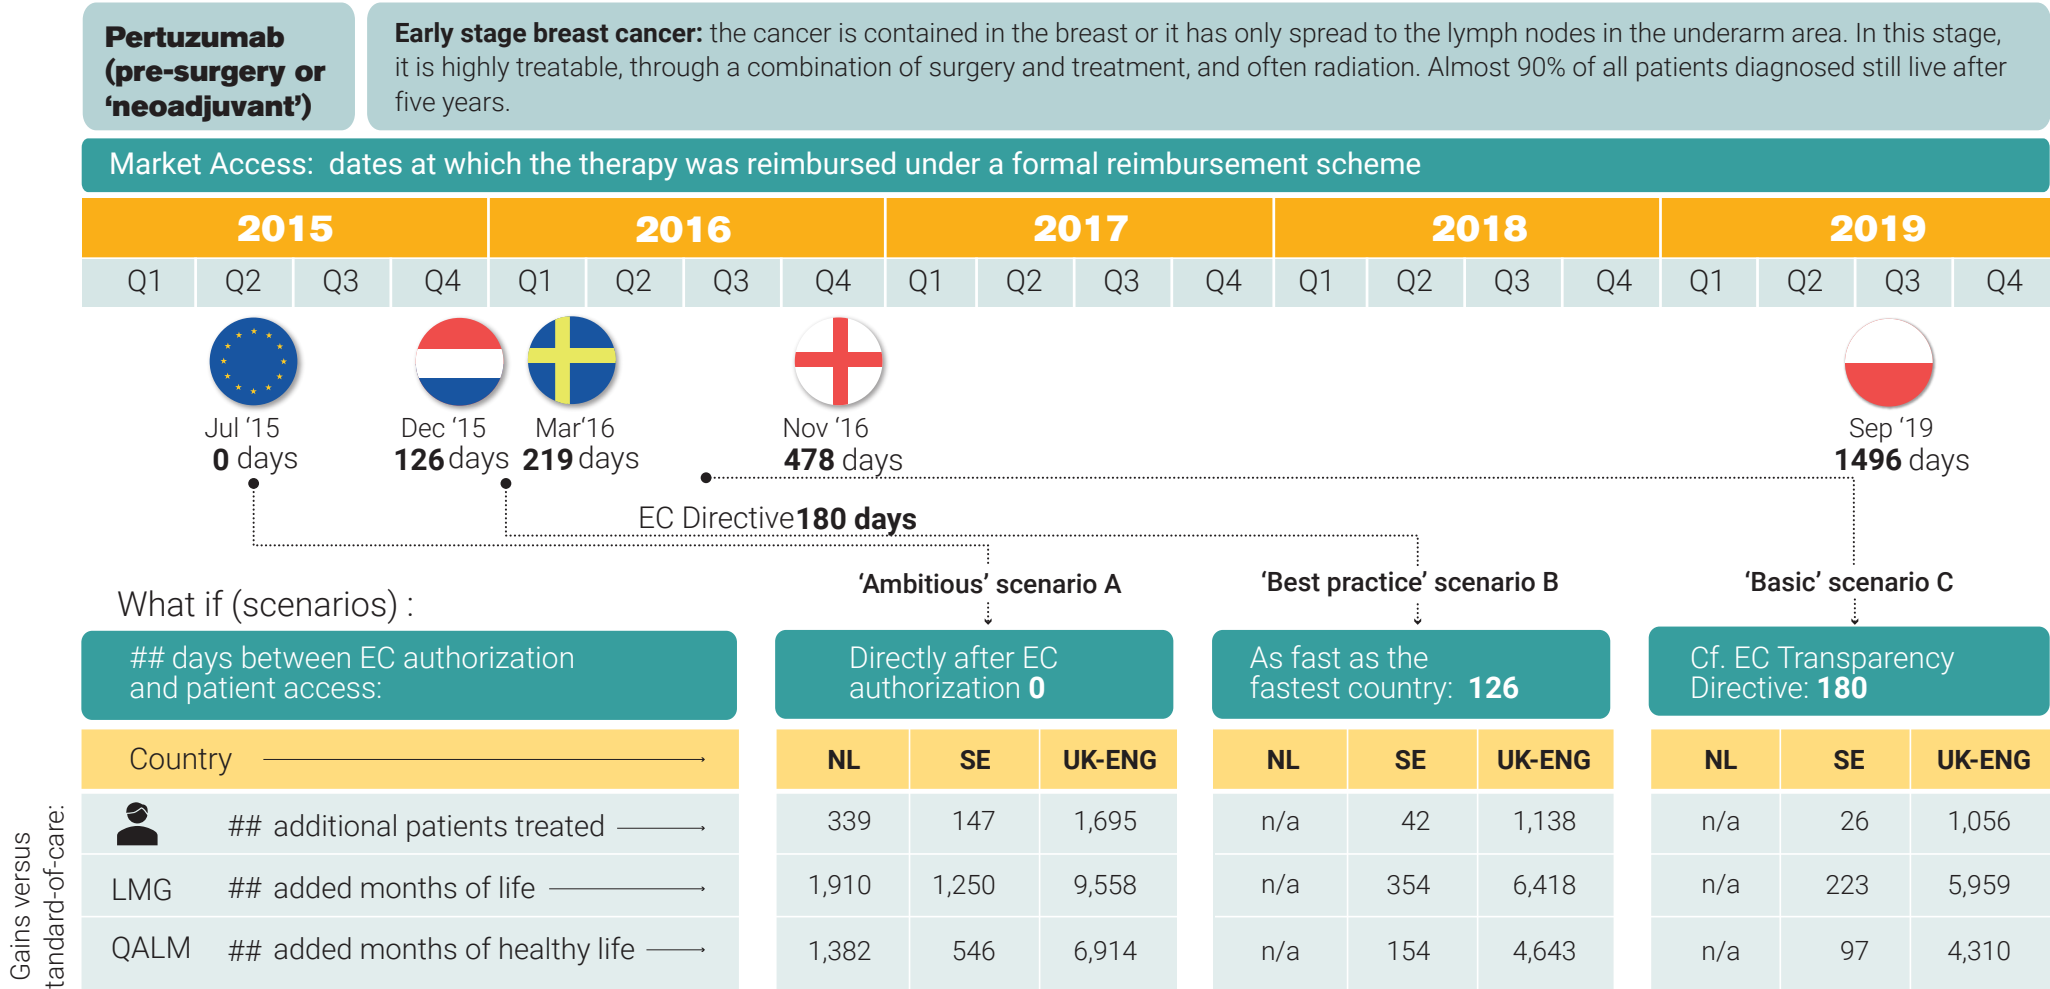 Pertuzumab
(pre-surgery or
‘neoadjuvant’)
Early stage breast cancer: the cancer is contained in the breast or it has only spread to the lymph nodes in the underarm area. In this stage,
it is highly treatable, through a combination of surgery and treatment, and often radiation. Almost 90% of all patients diagnosed still live after
five years.
Market Access: dates at which the therapy was reimbursed under a formal reimbursement scheme
2015 2016 2017 2018 2019
Q1 Q2 Q3 Q4 Q1 Q2 Q3 Q4 Q1 Q2 Q3 Q4 Q1 Q2 Q3 Q4 Q1 Q2 Q3 Q4
Jul ‘15 Dec ‘15 Mar‘16 Nov ‘16 Sep ‘19
0 days 126 days 219 days 478 days 1496 days
EC Directive 180 days
‘Ambitious’ scenario A ‘Best practice’ scenario B ‘Basic’ scenario C
What if (scenarios) :
## days between EC authorization
and patient access:
Directly after EC
authorization 0
As fast as the
fastest country: 126
Cf. EC Transparency
Directive: 180
Country NL SE UK-ENG NL SE UK-ENG NL SE UK-ENG
Gains versus
tandard-of-care:
## additional patients treated 339 147 1,695 n/a 42 1,138 n/a 26 1,056
LMG ## added months of life 1,910 1,250 9,558 n/a 354 6,418 n/a 223 5,959
QALM ## added months of healthy life 1,382 546 6,914 n/a 154 4,643 n/a 97 4,310